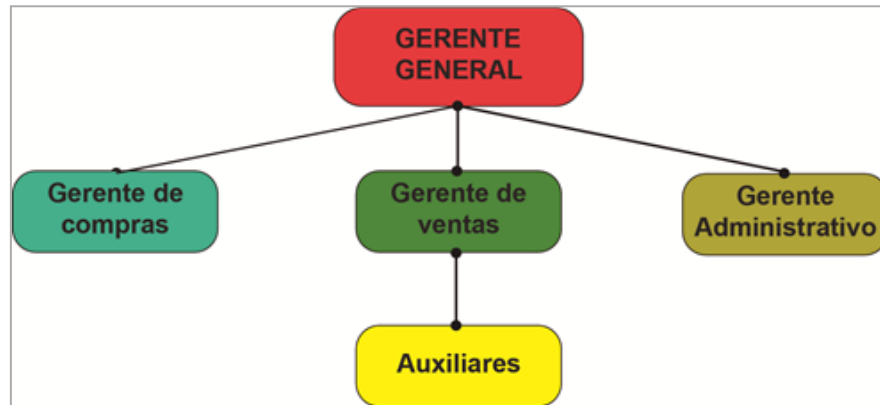 GERENTE
GENERAL
Gerente de
compras
Gerente de
ventas
Gerente
Administrativo
Auxiliares